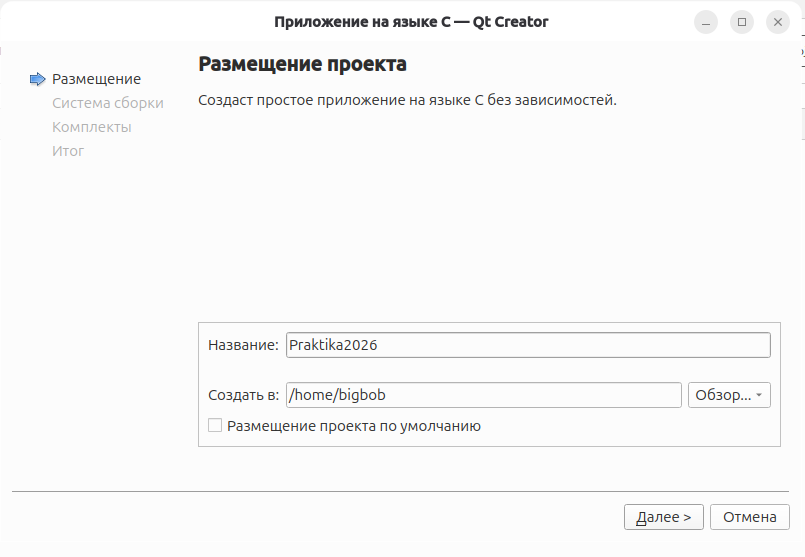 Приложение на языке C — Qt Creator
Размещение проекта
Размещение
Система сборки
Комплекты
Итог
Создаст простое приложение на языке C без зависимостей.
Название: Praktika2026
Создать в: /home/bigbob Обзор...
Размещение проекта по умолчанию
Далее > Отмена